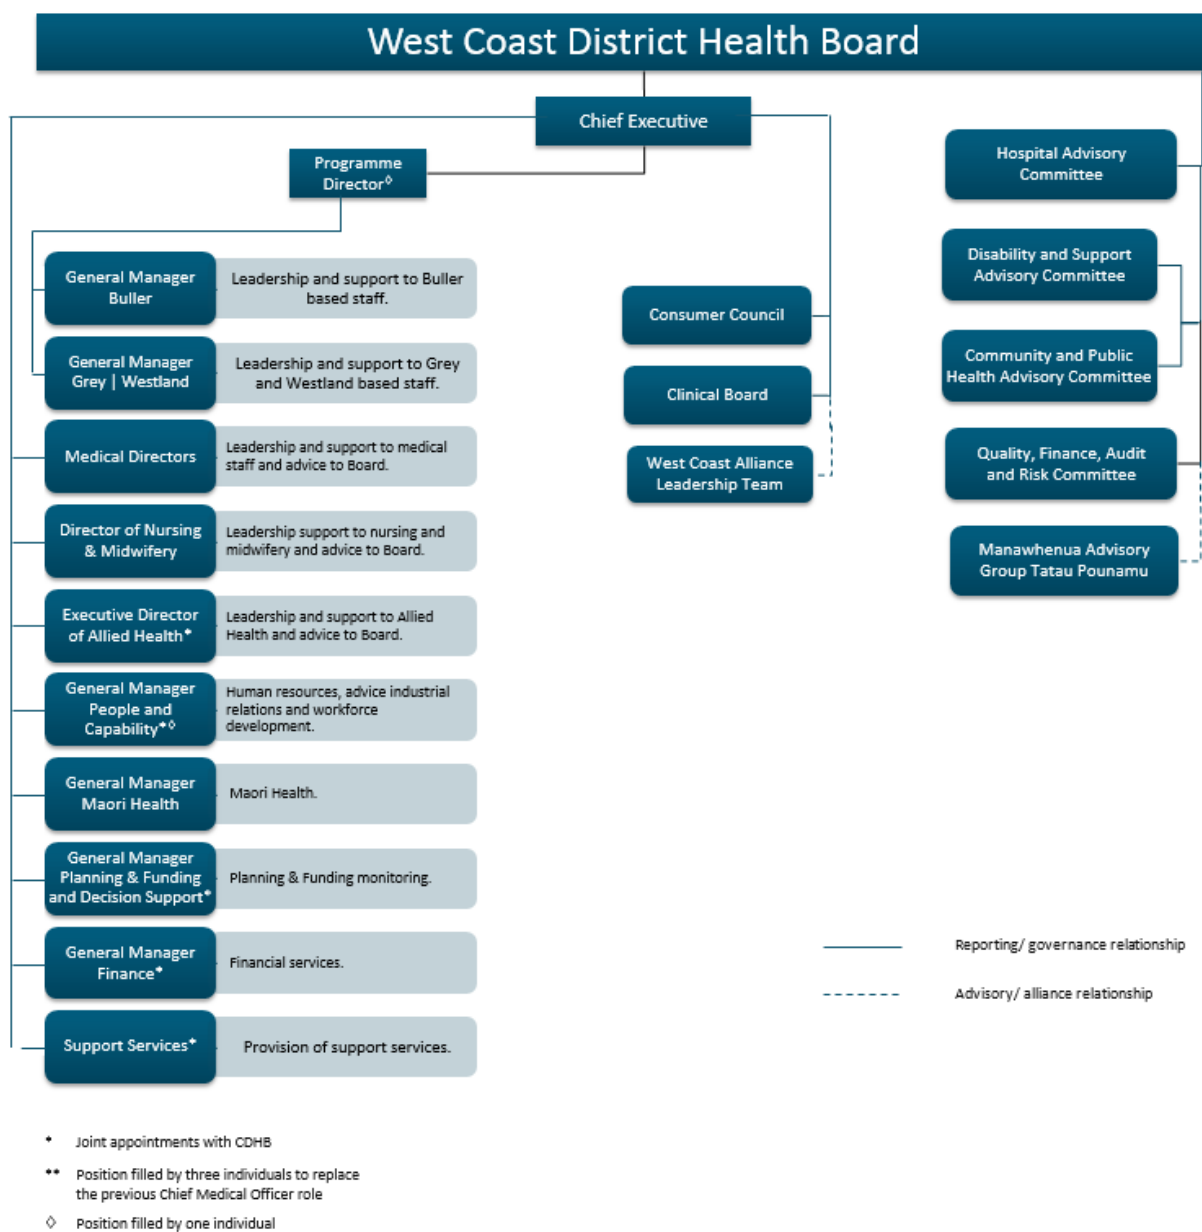 West Coast District Health Board
Chief Executive
Programme
Director◊
General Manager
Buller
Leadership and support to Buller
based staff.
General Manager
Grey | Westland
Leadership and support to Grey
and Westland based staff.
Medical Directors
Leadership and support to medical
staff and advice to Board.
Director of Nursing
& Midwifery
Leadership support to nursing and
midwifery and advice to Board.
Executive Director
of Allied Health*
Leadership and support to Allied
Health and advice to Board.
General Manager
People and
Capability*◊
Human resources, advice industrial
relations and workforce
development.
General Manager
Maori Health
Maori Health.
General Manager
Planning & Funding
and Decision Support*
Planning & Funding monitoring.
General Manager
Finance*
Financial services.
Support Services*
Provision of support services.
Consumer Council
Clinical Board
West Coast Alliance
Leadership Team
Hospital Advisory
Committee
Disability and Support
Advisory Committee
Community and Public
Health Advisory Committee
Quality, Finance, Audit
and Risk Committee
Manawhenua Advisory
Group Tatau Pounamu
Reporting/ governance relationship
Advisory/ alliance relationship
* Joint appointments with CDHB
** Position filled by three individuals to replace
the previous Chief Medical Officer role
◊ Position filled by one individual